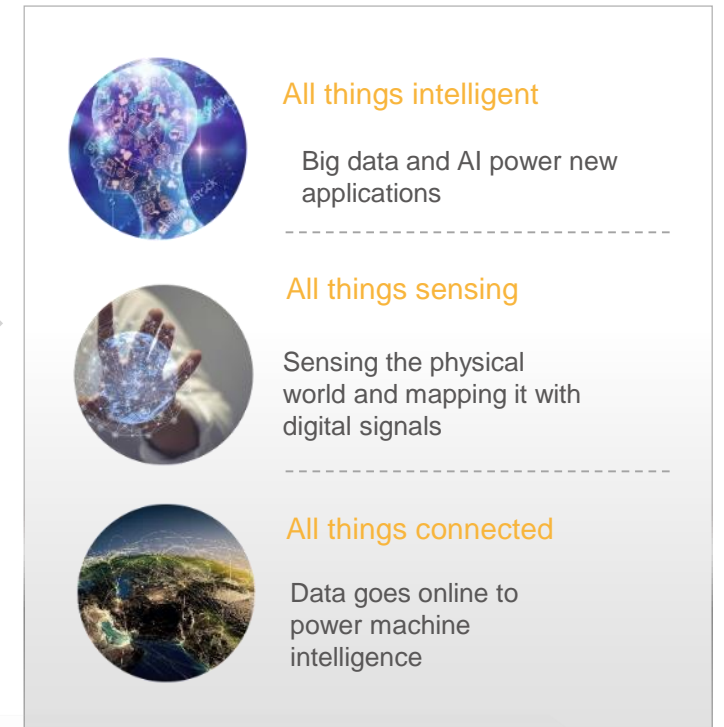 All things intelligent
Big data and AI power new
applications
All things sensing
Sensing the physical
world and mapping it with
digital signals
All things connected
Data goes online to
power machine
intelligence